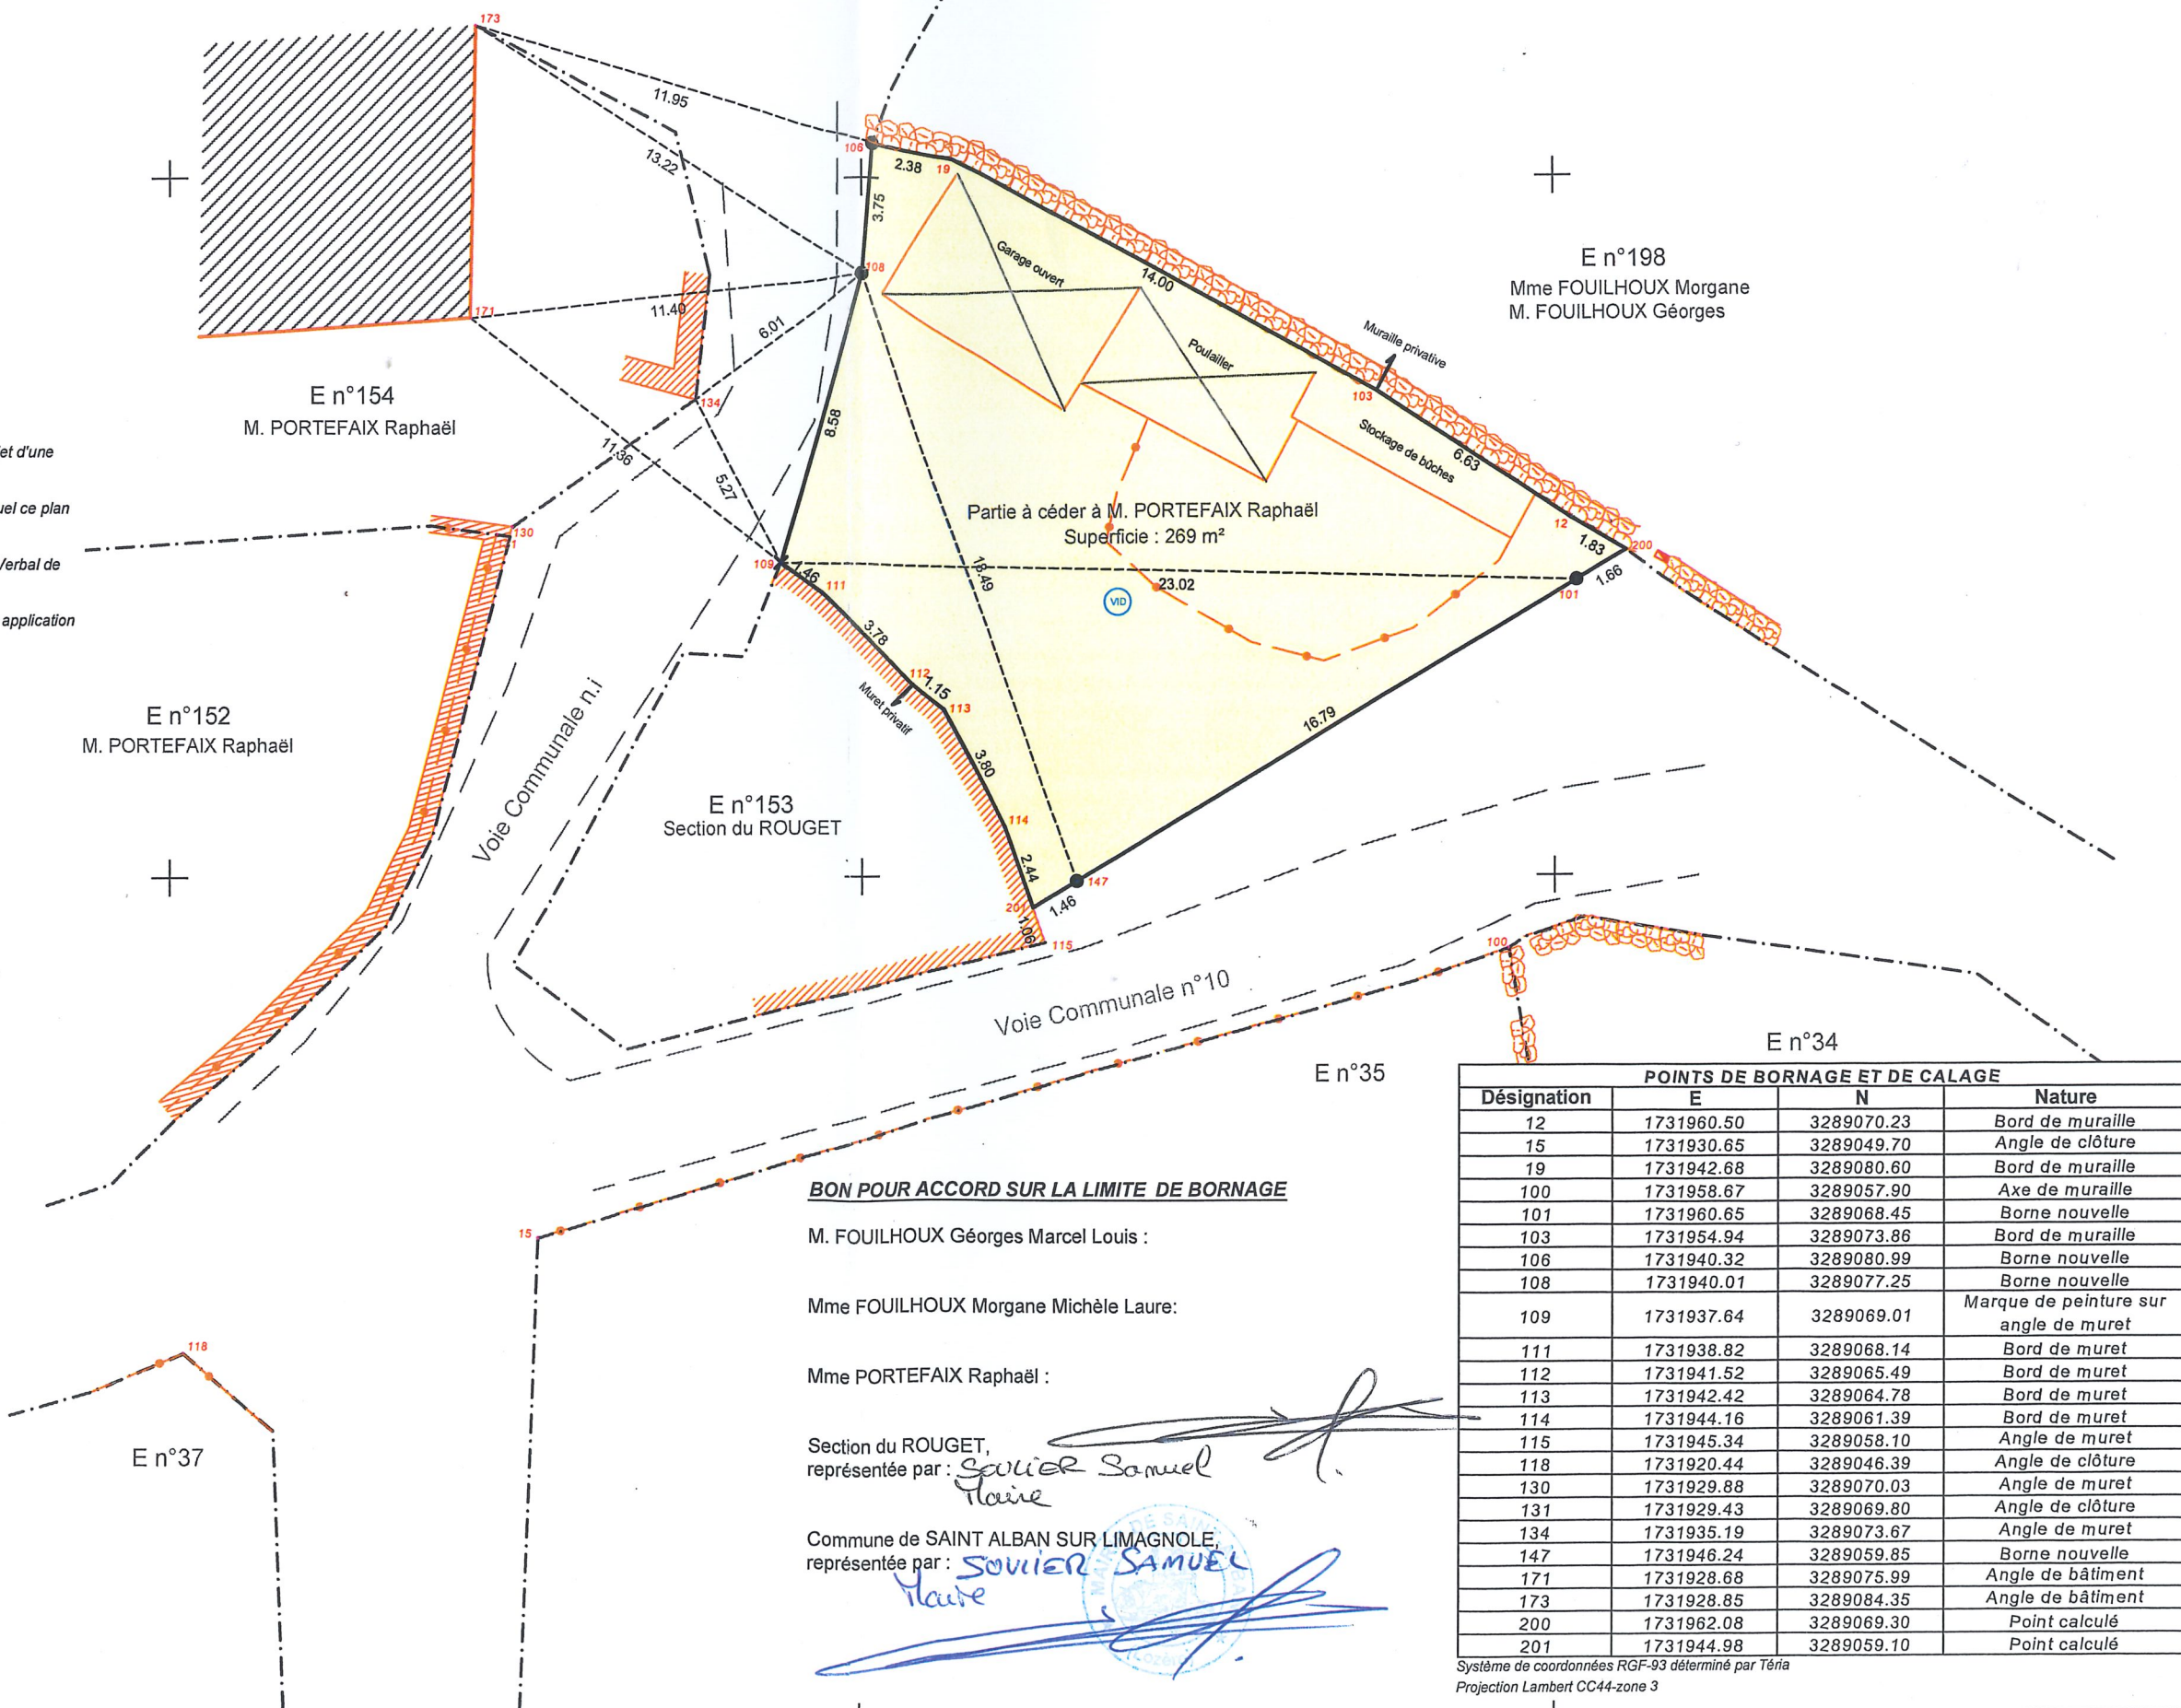 173
11.95
13.22
106
2.38
19
3.75
108
Garage ouvert
14.00
E n°198
Mme FOUILHOUX Morgane
M. FOUILHOUX Géorges
171
11.40
6.01
Muraille privative
Poulailler
103
E n°154
M. PORTEFAIX Raphaël
134
8.58
Stockage de bûches
6.63
et d'une
11.36
5.27
uel ce plan
Partie à céder à M. PORTEFAIX Raphaël
Superficie : 269 m²
12
1.83
200
130
Verbal de
109
1.46
111
18.49
23.02
VID
101
1.66
application
3.78
112
1.15
Muret privatif
113
E n°152
M. PORTEFAIX Raphaël
Voie Communale n.i
16.79
3.80
E n°153
Section du ROUGET
114
2.44
147
201
1.46
1.06
115
100
Voie Communale n°10
E n°34
E n°35
POINTS DE BORNAGE ET DE CALAGE
Désignation E N Nature
12 1731960.50 3289070.23 Bord de muraille
15 1731930.65 3289049.70 Angle de clôture
19 1731942.68 3289080.60 Bord de muraille
100 1731958.67 3289057.90 Axe de muraille
101 1731960.65 3289068.45 Borne nouvelle
103 1731954.94 3289073.86 Bord de muraille
106 1731940.32 3289080.99 Borne nouvelle
108 1731940.01 3289077.25 Borne nouvelle
109 1731937.64 3289069.01 Marque de peinture sur
angle de muret
111 1731938.82 3289068.14 Bord de muret
112 1731941.52 3289065.49 Bord de muret
113 1731942.42 3289064.78 Bord de muret
114 1731944.16 3289061.39 Bord de muret
115 1731945.34 3289058.10 Angle de muret
118 1731920.44 3289046.39 Angle de clôture
130 1731929.88 3289070.03 Angle de muret
131 1731929.43 3289069.80 Angle de clôture
134 1731935.19 3289073.67 Angle de muret
147 1731946.24 3289059.85 Borne nouvelle
171 1731928.68 3289075.99 Angle de bâtiment
173 1731928.85 3289084.35 Angle de bâtiment
200 1731962.08 3289069.30 Point calculé
201 1731944.98 3289059.10 Point calculé
Système de coordonnées RGF-93 déterminé par Téria
Projection Lambert CC44-zone 3
15
118
E n°37
BON POUR ACCORD SUR LA LIMITE DE BORNAGE
M. FOUILHOUX Géorges Marcel Louis :
Mme FOUILHOUX Morgane Michèle Laure:
Mme PORTEFAIX Raphaël :
Section du ROUGET,
représentée par : SOULIER Samuel
Maire
Commune de SAINT ALBAN SUR LIMAGNOLE,
représentée par : SOULIER SAMUEL
Maire
MAIRIE DE SAINT
Lozère